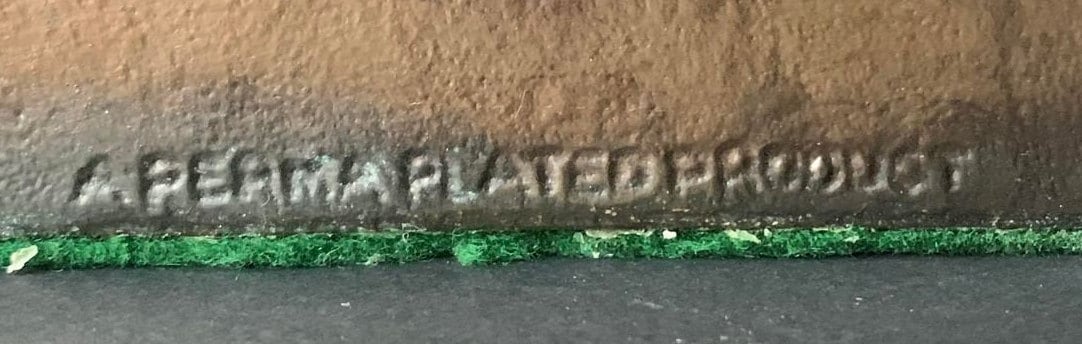 A PERMA PLATED PRODUCT